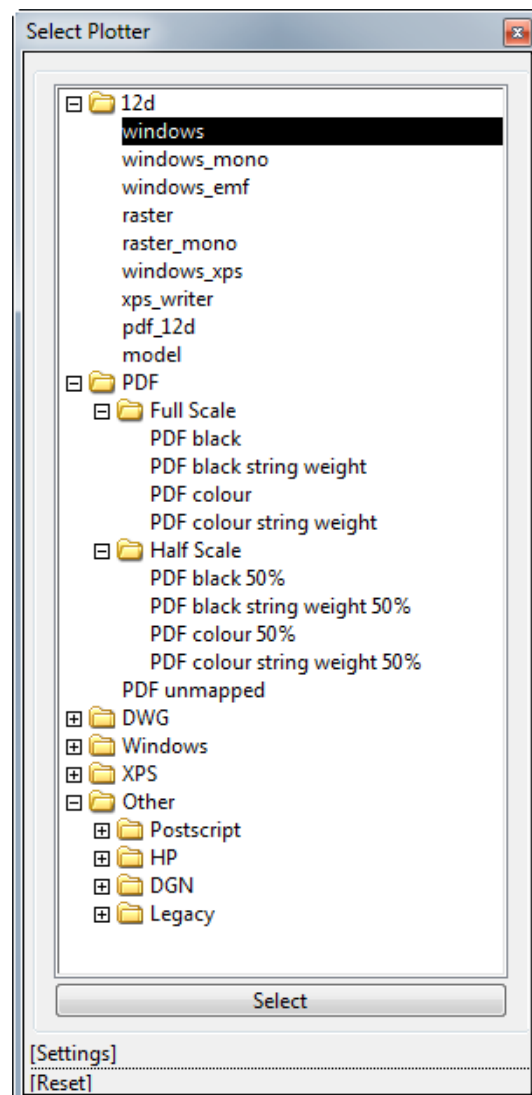 Select Plotter
12d
windows
windows_mono
windows_emf
raster
raster_mono
windows_xps
xps_writer
pdf_12d
model
PDF
Full Scale
PDF black
PDF black string weight
PDF colour
PDF colour string weight
Half Scale
PDF black 50%
PDF black string weight 50%
PDF colour 50%
PDF colour string weight 50%
PDF unmapped
DWG
Windows
XPS
Other
Postscript
HP
DGN
Legacy
Select
[Settings]
[Reset]